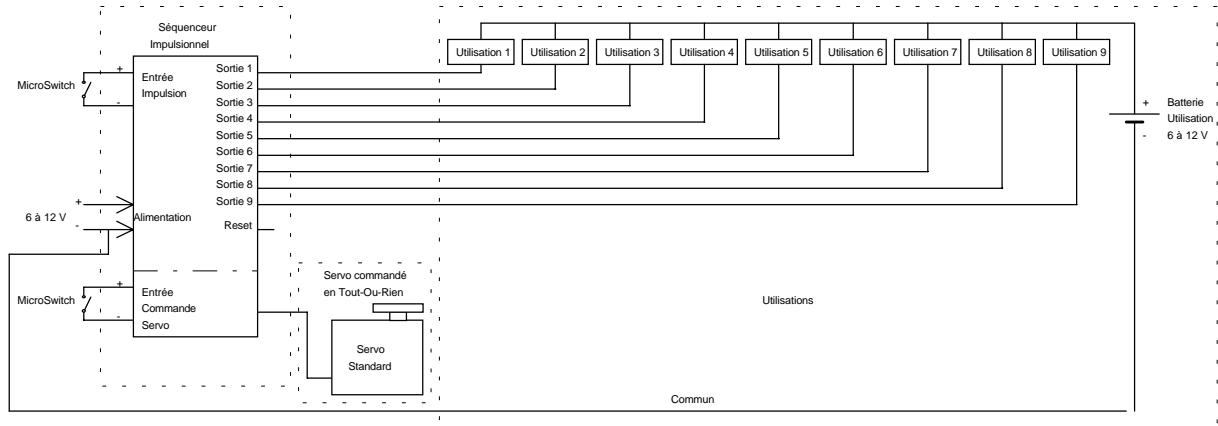 Séquenceur
Impulsionnel
MicroSwitch
+
-
Entrée
Impulsion
Sortie 1
Sortie 2
Sortie 3
Sortie 4
Sortie 5
Sortie 6
Sortie 7
Sortie 8
Sortie 9
Reset
+
6 à 12 V
-
Alimentation
MicroSwitch
+
-
Entrée
Commande
Servo
Servo commandé
en Tout-Ou-Rien
Servo
Standard
Utilisation 1
Utilisation 2
Utilisation 3
Utilisation 4
Utilisation 5
Utilisation 6
Utilisation 7
Utilisation 8
Utilisation 9
+
-
Batterie
Utilisation
6 à 12 V
Utilisations
Commun